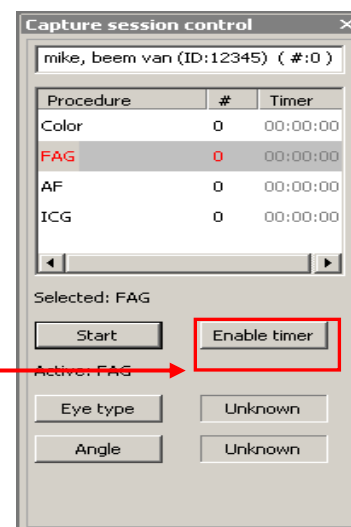 Capture session control ×
mike, beem van (ID:12345) ( #:0 )
Procedure # Timer
Color 0 00:00:00
FAG 0 00:00:00
AF 0 00:00:00
ICG 0 00:00:00
Selected: FAG
Start Enable timer
Active: FAG
Eye type Unknown
Angle Unknown